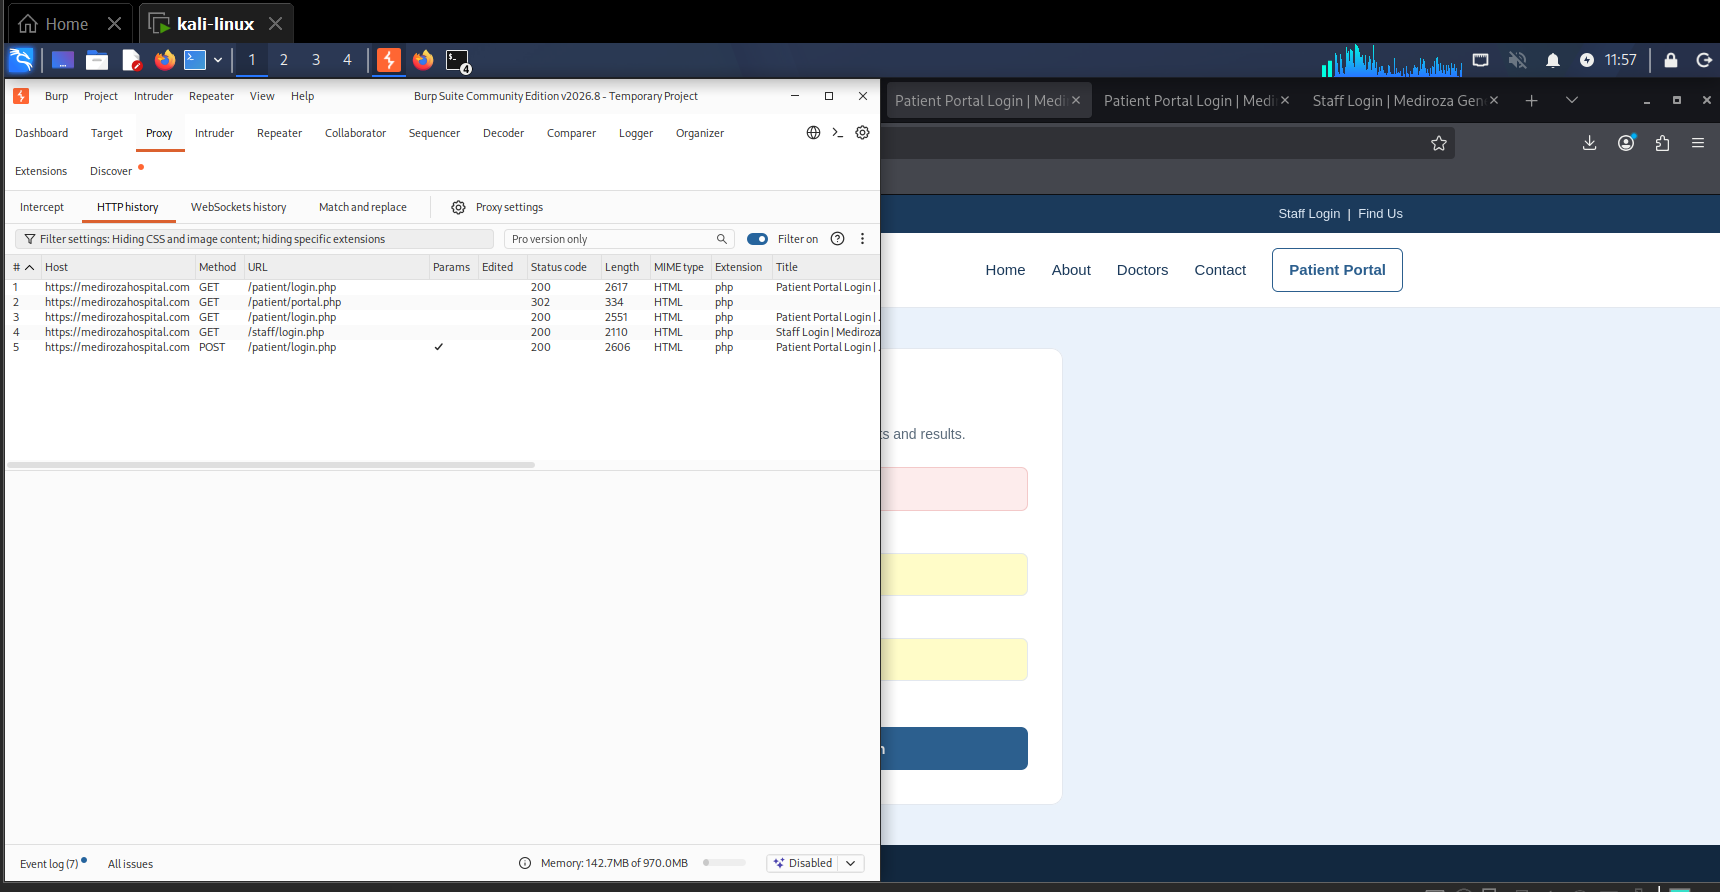 Home
kali-linux
1 2 3 4
4
11:57
Burp Project Intruder Repeater View Help Burp Suite Community Edition v2026.8 - Temporary Project
Dashboard Target Proxy Intruder Repeater Collaborator Sequencer Decoder Comparer Logger Organizer
Extensions Discover
Intercept HTTP history WebSockets history Match and replace Proxy settings
Filter settings: Hiding CSS and image content; hiding specific extensions Pro version only Filter on
# Host Method URL Params Edited Status code Length MIME type Extension Title
1 https://medirozahospital.com GET /patient/login.php 200 2617 HTML php Patient Portal Login | .
2 https://medirozahospital.com GET /patient/portal.php 302 334 HTML php
3 https://medirozahospital.com GET /patient/login.php 200 2551 HTML php Patient Portal Login | .
4 https://medirozahospital.com GET /staff/login.php 200 2110 HTML php Staff Login | Mediroza
5 https://medirozahospital.com POST /patient/login.php ✓ 200 2606 HTML php Patient Portal Login | .
Event log (7) All issues Memory: 142.7MB of 970.0MB Disabled
Patient Portal Login | Medi Patient Portal Login | Medi Staff Login | Mediroza Gen
Staff Login | Find Us
Home About Doctors Contact Patient Portal
ts and results.
n